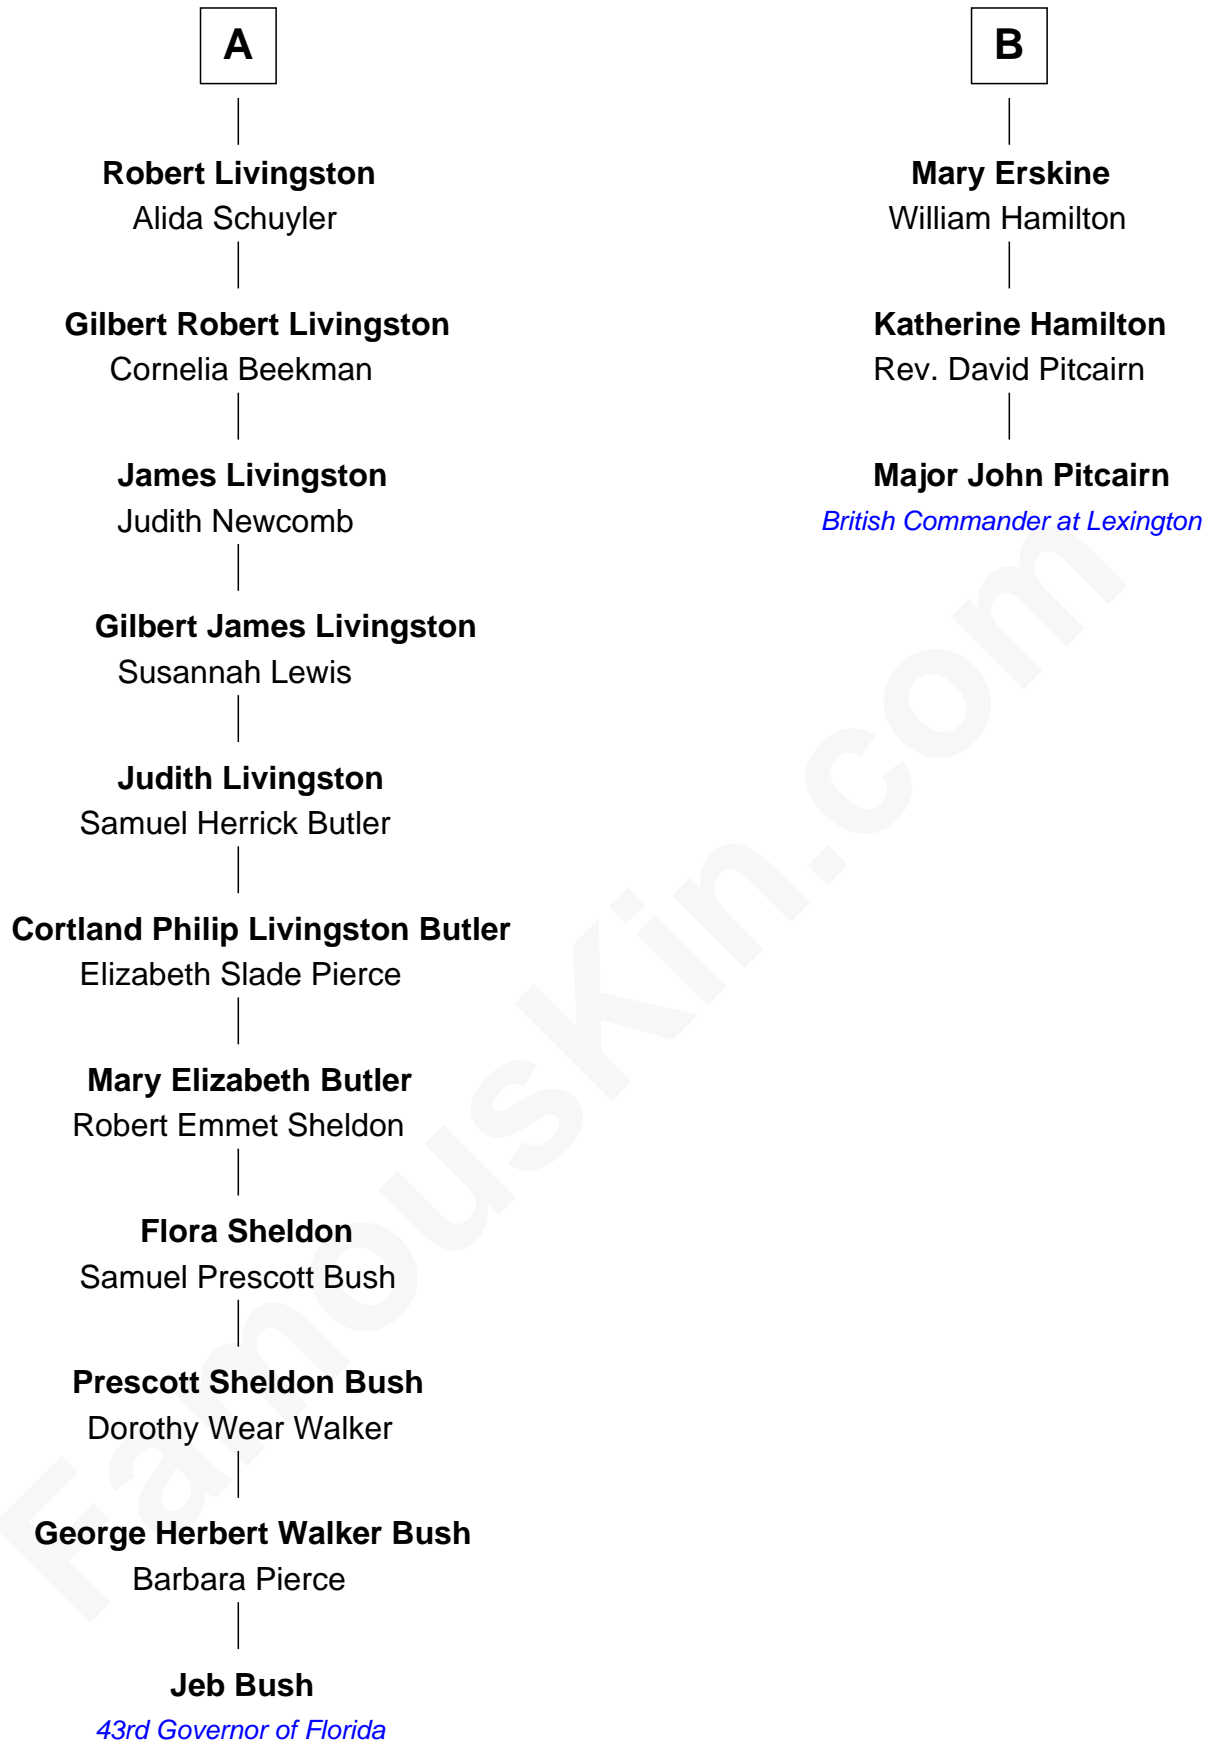 A
Robert Livingston
Alida Schuyler
Gilbert Robert Livingston
Cornelia Beekman
James Livingston
Judith Newcomb
Gilbert James Livingston
Susannah Lewis
Judith Livingston
Samuel Herrick Butler
Cortland Philip Livingston Butler
Elizabeth Slade Pierce
Mary Elizabeth Butler
Robert Emmet Sheldon
Flora Sheldon
Samuel Prescott Bush
Prescott Sheldon Bush
Dorothy Wear Walker
George Herbert Walker Bush
Barbara Pierce
Jeb Bush
43rd Governor of Florida
B
Mary Erskine
William Hamilton
Katherine Hamilton
Rev. David Pitcairn
Major John Pitcairn
British Commander at Lexington
FamousKin.com